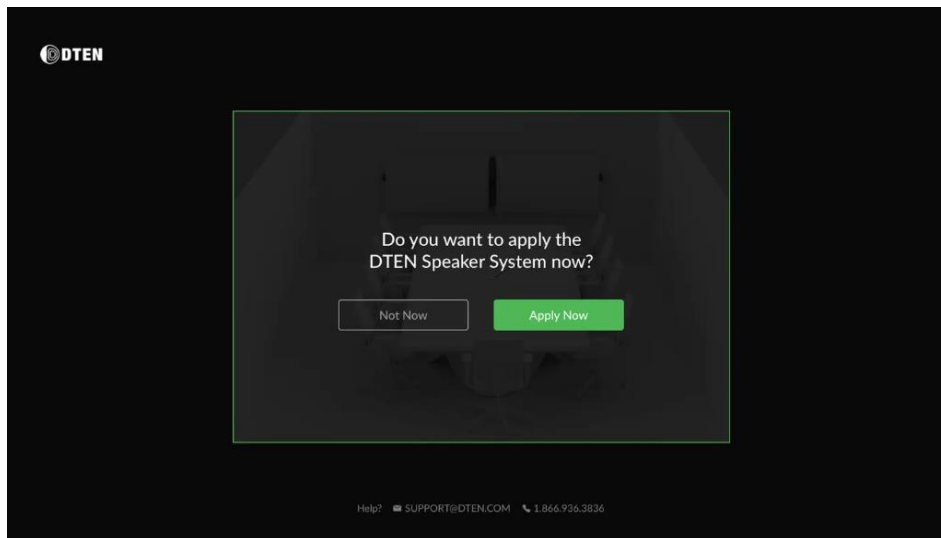 DTEN
Do you want to apply the
DTEN Speaker System now?
Not Now
Apply Now
Help? SUPPORT@DTEN.COM 1.866.936.3836